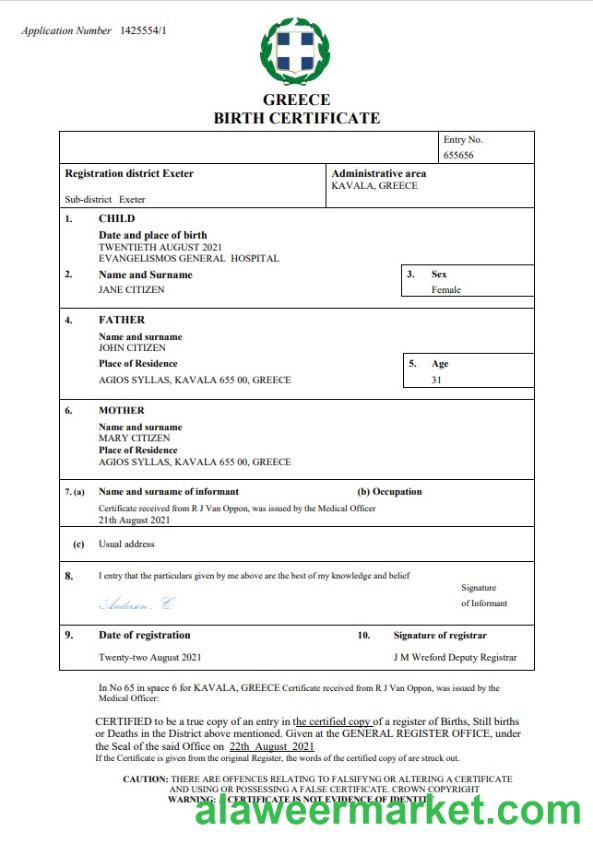 Application Number 1425554/1
GREECE
BIRTH CERTIFICATE
Entry No.
655656
Registration district Exeter
Administrative area
KAVALA, GREECE
Sub-district Exeter
1. CHILD
Date and place of birth
TWENTIETH AUGUST 2021
EVANGELISMOS GENERAL HOSPITAL
2. Name and Surname
3. Sex
JANE CITIZEN
Female
4. FATHER
Name and surname
JOHN CITIZEN
Place of Residence
5. Age
AGIOS SYLLAS, KAVALA 655 00, GREECE
31
6. MOTHER
Name and surname
MARY CITIZEN
Place of Residence
AGIOS SYLLAS, KAVALA 655 00, GREECE
7. (a) Name and surname of informant (b) Occupation
Certificate received from R J Van Oppon, was issued by the Medical Officer
21th August 2021
(c) Usual address
8. I entry that the particulars given by me above are the best of my knowledge and belief
Signature
Anderson. C.
of Informant
9. Date of registration
10. Signature of registrar
Twenty-two August 2021
J M Wreford Deputy Registrar
In No 65 in space 6 for KAVALA, GREECE Certificate received from R J Van Oppon, was issued by the
Medical Officer:
CERTIFIED to be a true copy of an entry in the certified copy of a register of Births, Still births
or Deaths in the District above mentioned. Given at the GENERAL REGISTER OFFICE, under
the Seal of the said Office on 22th August 2021
If the Certificate is given from the original Register, the words of the certified copy of are struck out.
CAUTION: THERE ARE OFFENCES RELATING TO FALSIFYNG OR ALTERING A CERTIFICATE
AND USING OR POSSESSING A FALSE CERTIFICATE. CROWN COPYRIGHT
WARNING: A CERTIFICATE IS NOT EVIDENCE OF IDENTITY
alaweermarket.com